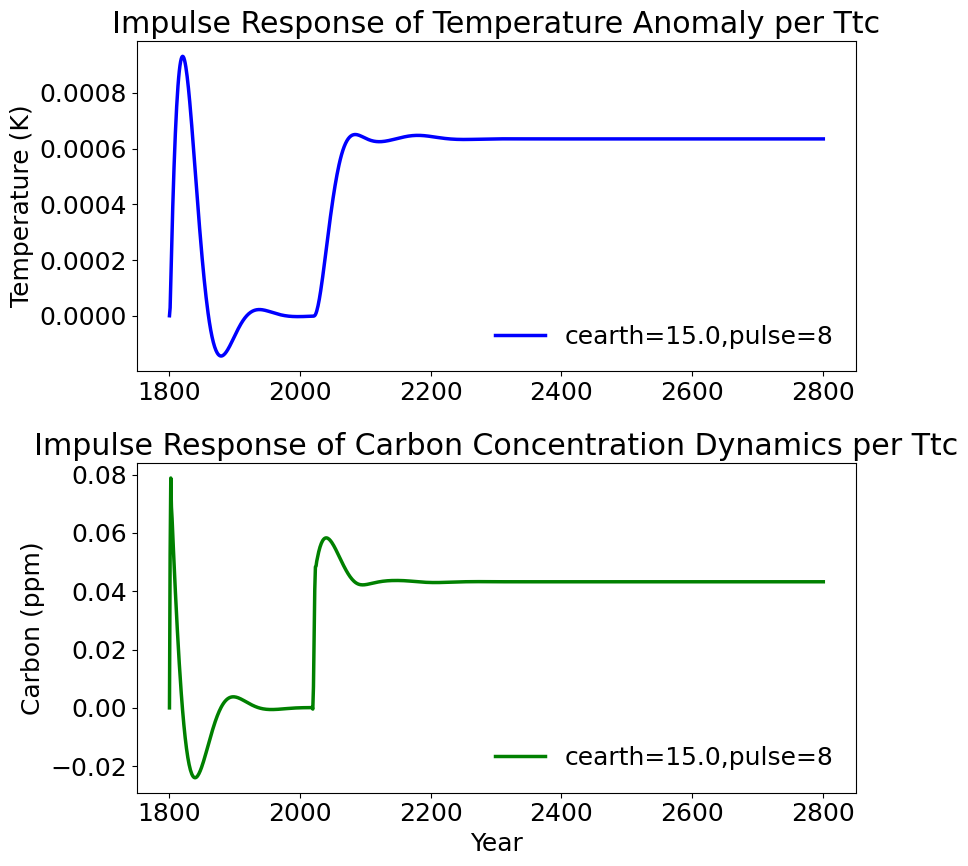 Impulse Response of Temperature Anomaly per Ttc
Temperature (K)
0.0008
0.0006
0.0004
0.0002
0.0000
cearth=15.0,pulse=8
1800 2000 2200 2400 2600 2800
Impulse Response of Carbon Concentration Dynamics per Ttc
Carbon (ppm)
0.08
0.06
0.04
0.02
0.00
−0.02
cearth=15.0,pulse=8
1800 2000 2200 2400 2600 2800
Year